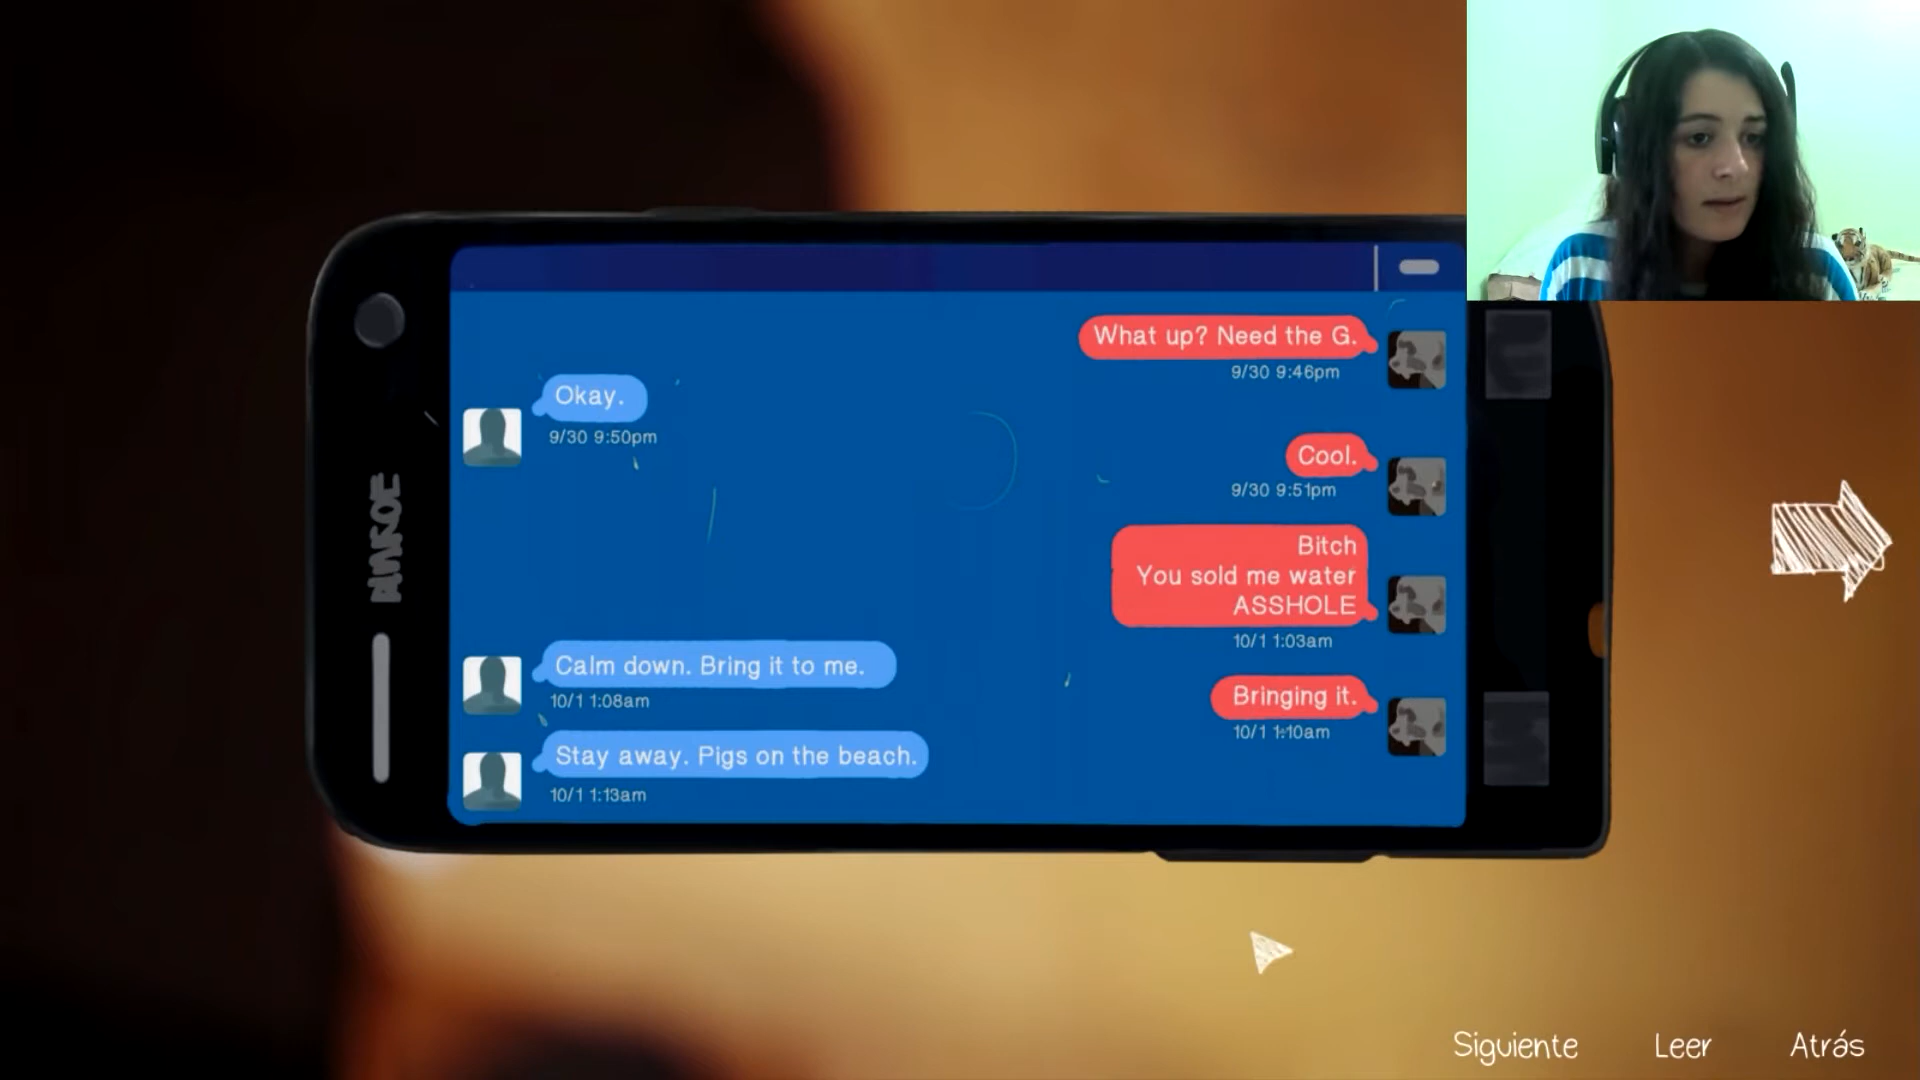 What up? Need the G.
9/30 9:46pm
Okay.
9/30 9:50pm
Cool.
9/30 9:51pm
Bitch
You sold me water
ASSHOLE
10/1 1:03am
Calm down. Bring it to me.
10/1 1:08am
Bringing it.
10/1 1:10am
Stay away. Pigs on the beach.
10/1 1:13am
Siguiente
Leer
Atrás